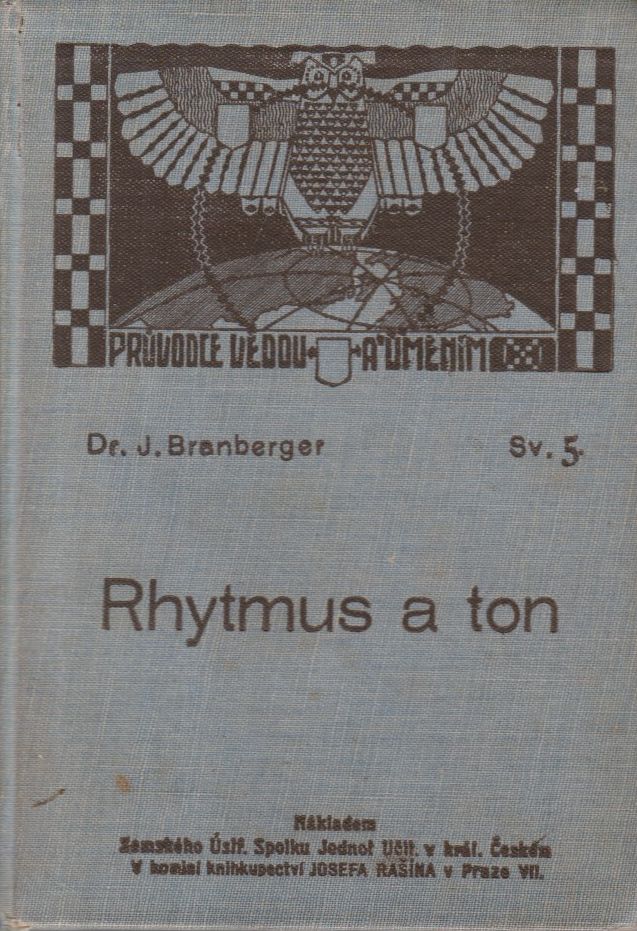 PRŮVODCE VĚDOU A UMĚNÍM
Dr. J. Branberger Sv. 5.
Rhytmus a ton
Nákladem
Zemského Ústř. Spolku Jednot Učit. v král. Českém
V komisi knihkupectví JOSEFA RAŠÍNA v Praze VII.